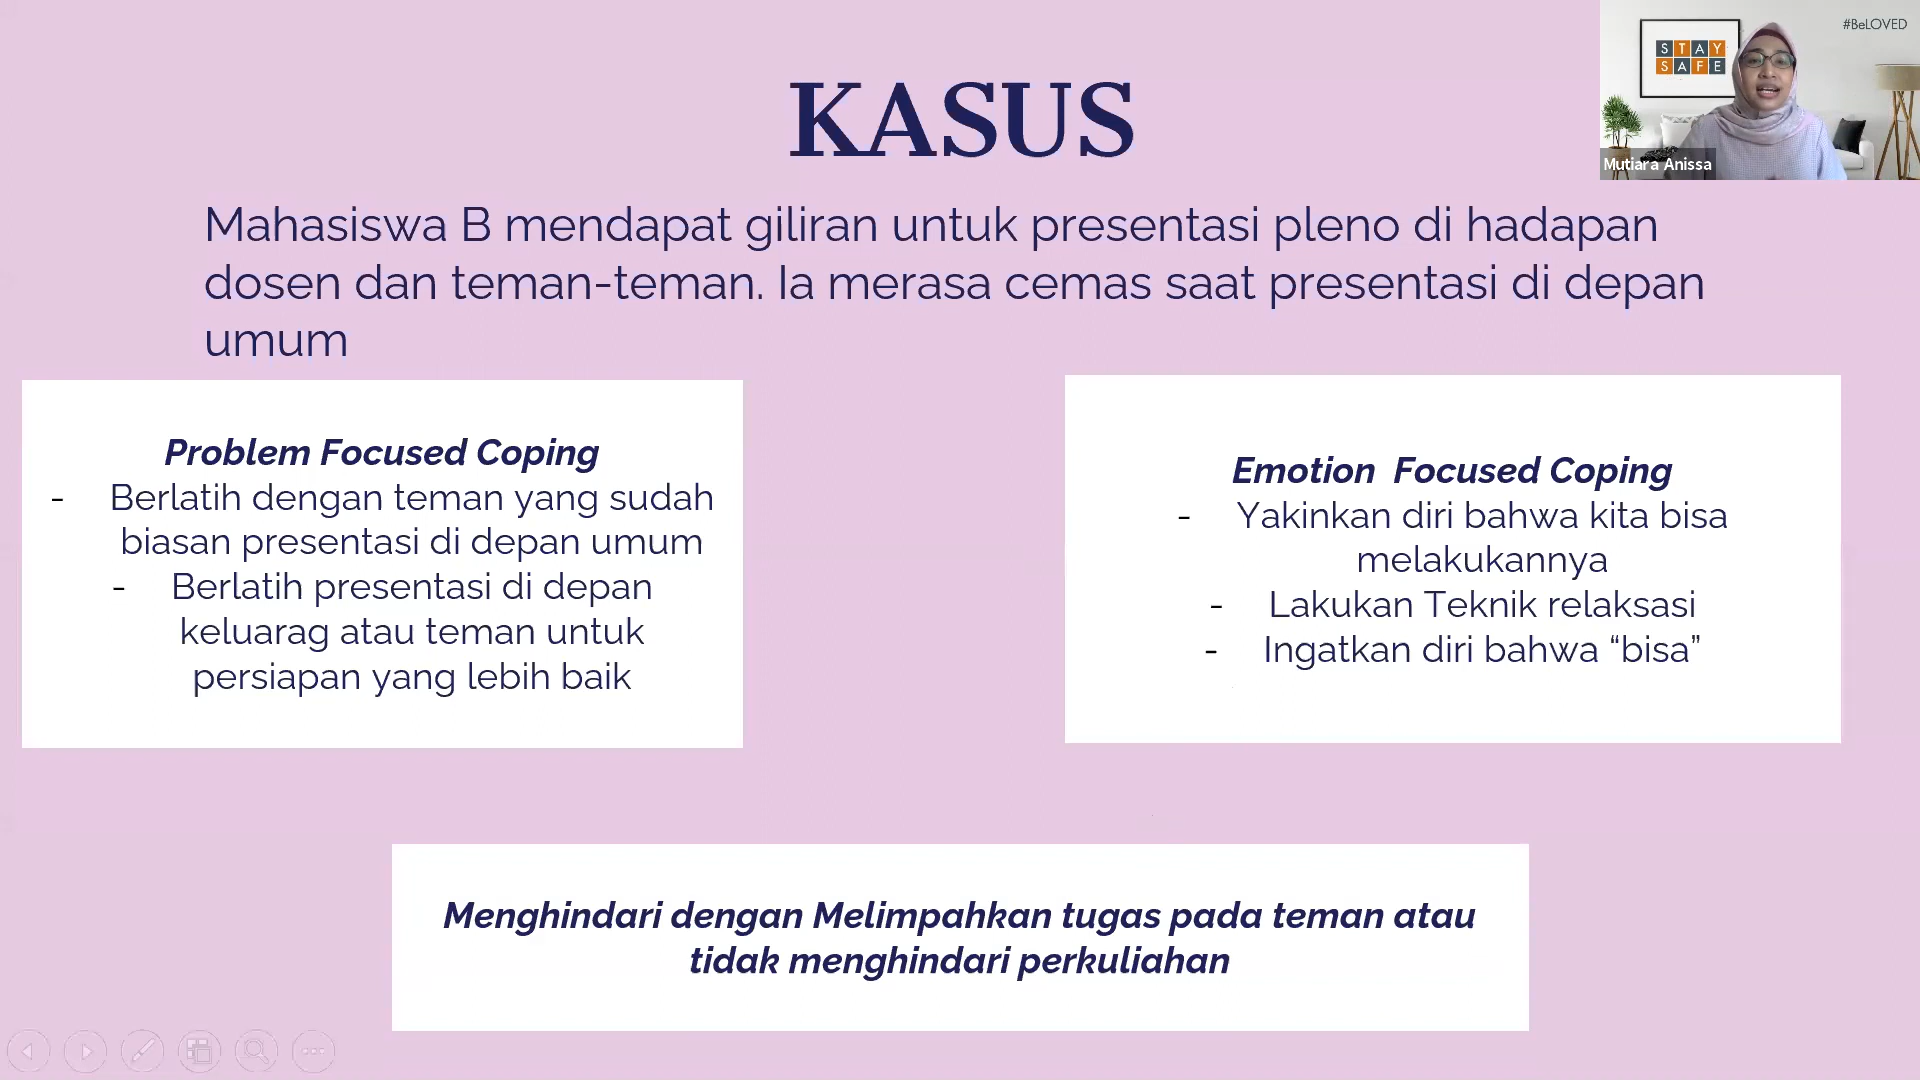 #BeLOVED
STAY
SAFE
Mutiara Anissa
KASUS
Mahasiswa B mendapat giliran untuk presentasi pleno di hadapan
dosen dan teman-teman. Ia merasa cemas saat presentasi di depan
umum
Problem Focused Coping
- Berlatih dengan teman yang sudah
biasan presentasi di depan umum
- Berlatih presentasi di depan
keluarag atau teman untuk
persiapan yang lebih baik
Emotion Focused Coping
- Yakinkan diri bahwa kita bisa
melakukannya
- Lakukan Teknik relaksasi
- Ingatkan diri bahwa “bisa”
Menghindari dengan Melimpahkan tugas pada teman atau
tidak menghindari perkuliahan